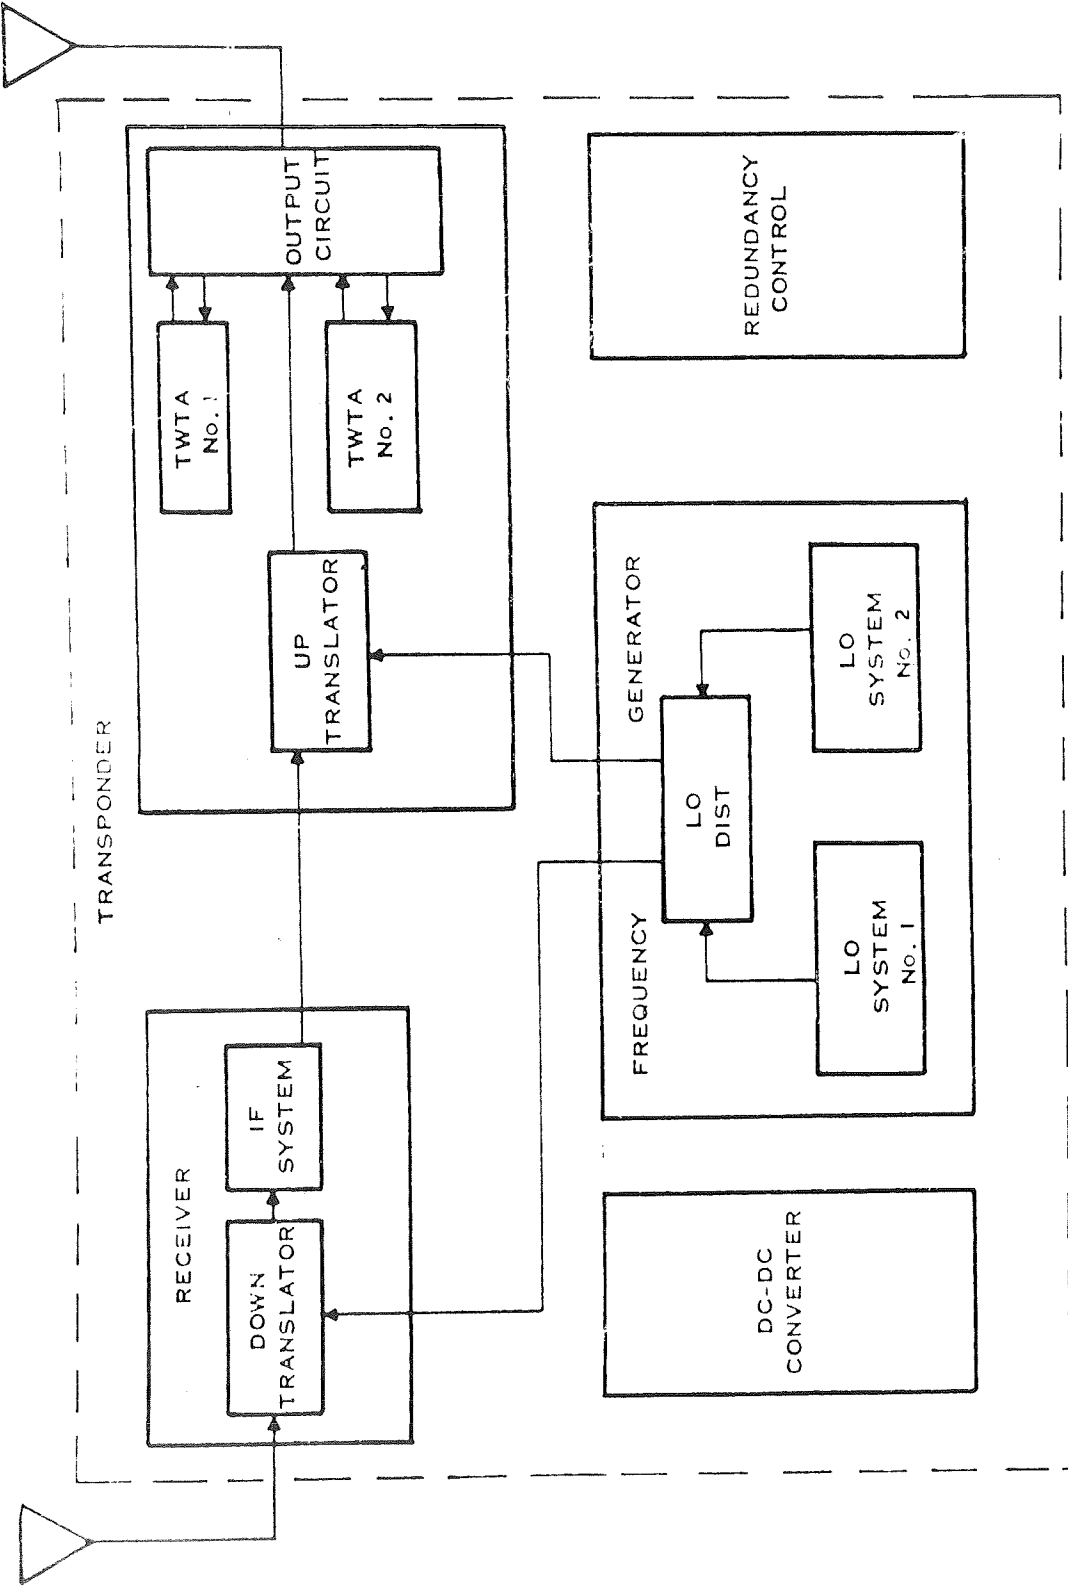 TRANSPONDER
RECEIVER
DOWN
TRANSLATOR
IF
SYSTEM
UP
TRANSLATOR
TWTA
No. 1
TWTA
No. 2
OUTPUT
CIRCUIT
DC-DC
CONVERTER
FREQUENCY GENERATOR
LO
DIST
LO
SYSTEM
No. 1
LO
SYSTEM
No. 2
REDUNDANCY
CONTROL